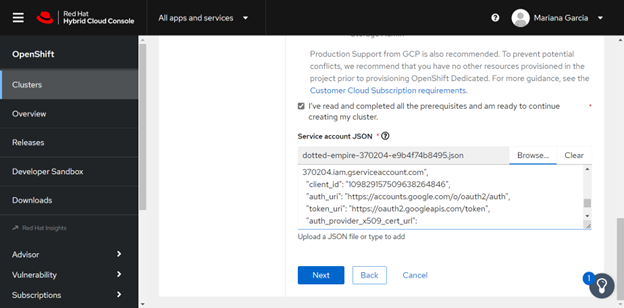 Red Hat
Hybrid Cloud Console
All apps and services
Mariana Garcia
OpenShift
Clusters
Overview
Releases
Developer Sandbox
Downloads
Red Hat Insights
Advisor
Vulnerability
Subscriptions
Production Support from GCP is also recommended. To prevent potential
conflicts, we recommend that you have no other resources provisioned in the
project prior to provisioning OpenShift Dedicated. For more guidance, see the
Customer Cloud Subscription requirements.
I've read and completed all the prerequisites and am ready to continue *
creating my cluster.
Service account JSON *
dotted-empire-370204-e9b4f74b8495.json Browse... Clear
370204.iam.gserviceaccount.com",
"client_id": "109829157509638264846",
"auth_uri": "https://accounts.google.com/o/oauth2/auth",
"token_uri": "https://oauth2.googleapis.com/token",
"auth_provider_x509_cert_url":
Upload a JSON file or type to add
Next Back Cancel
1